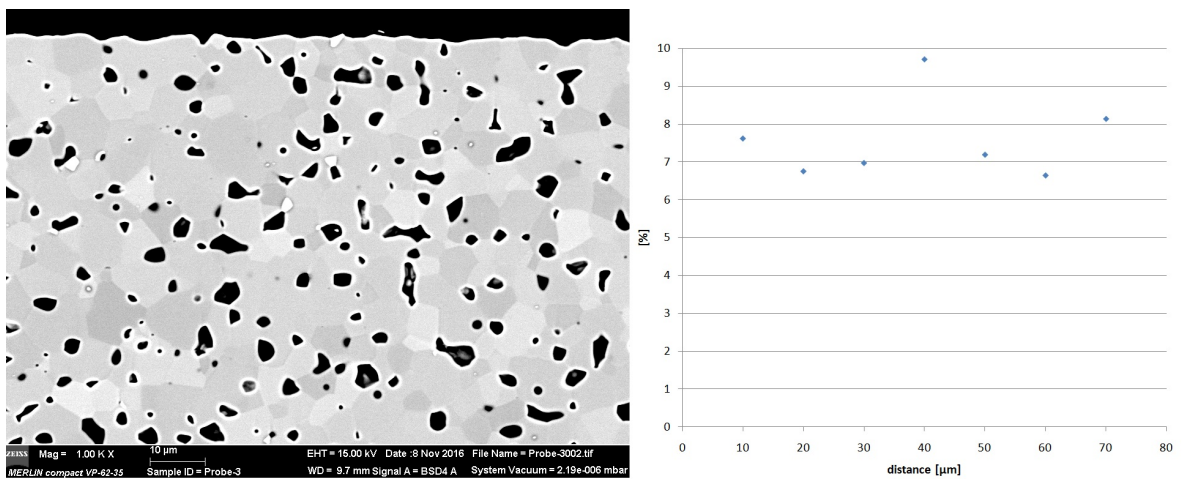 ZEISS
Mag = 1.00 K X
10 µm
EHT = 15.00 kV Date :8 Nov 2016 File Name = Probe-3002.tif
MERLIN compact VP-62-35
Sample ID = Probe-3
WD = 9.7 mm Signal A = BSD4 A System Vacuum = 2.19e-006 mbar
10
9
8
7
6
5
4
3
2
1
0
[%]
0 10 20 30 40 50 60 70 80
distance [µm]